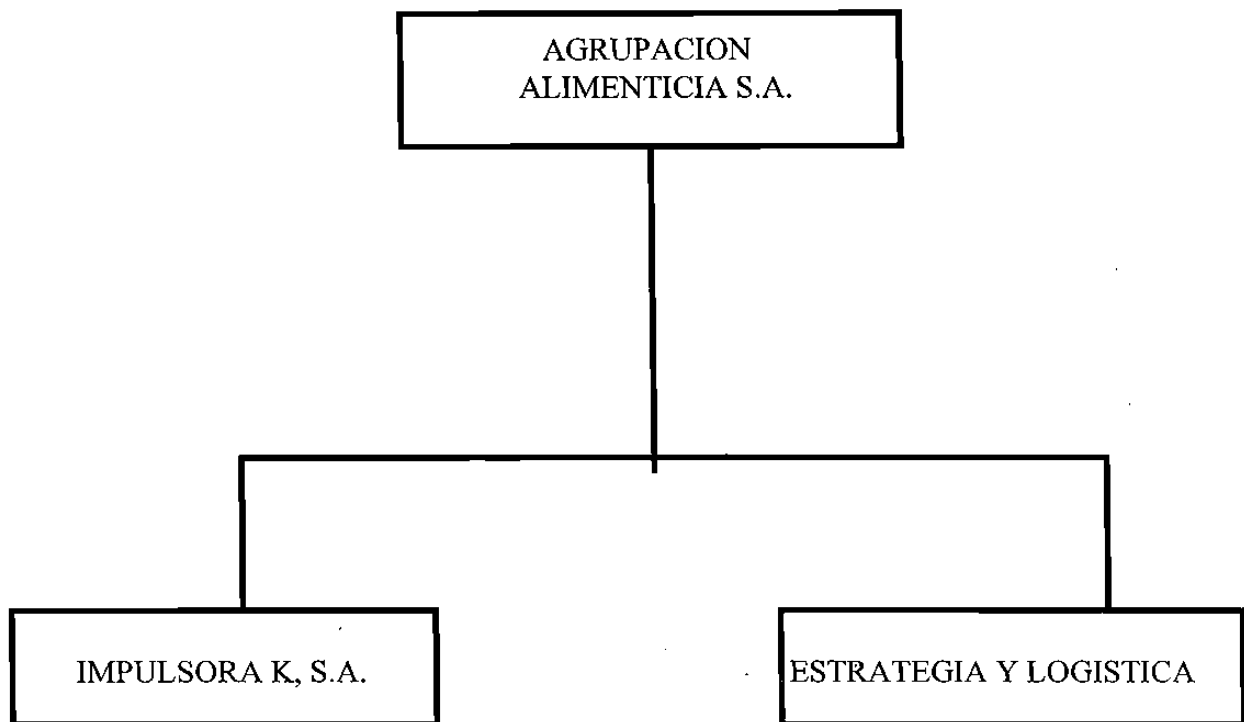 AGRUPACION
ALIMENTICIA S.A.
IMPULSORA K, S.A.
ESTRATEGIA Y LOGISTICA